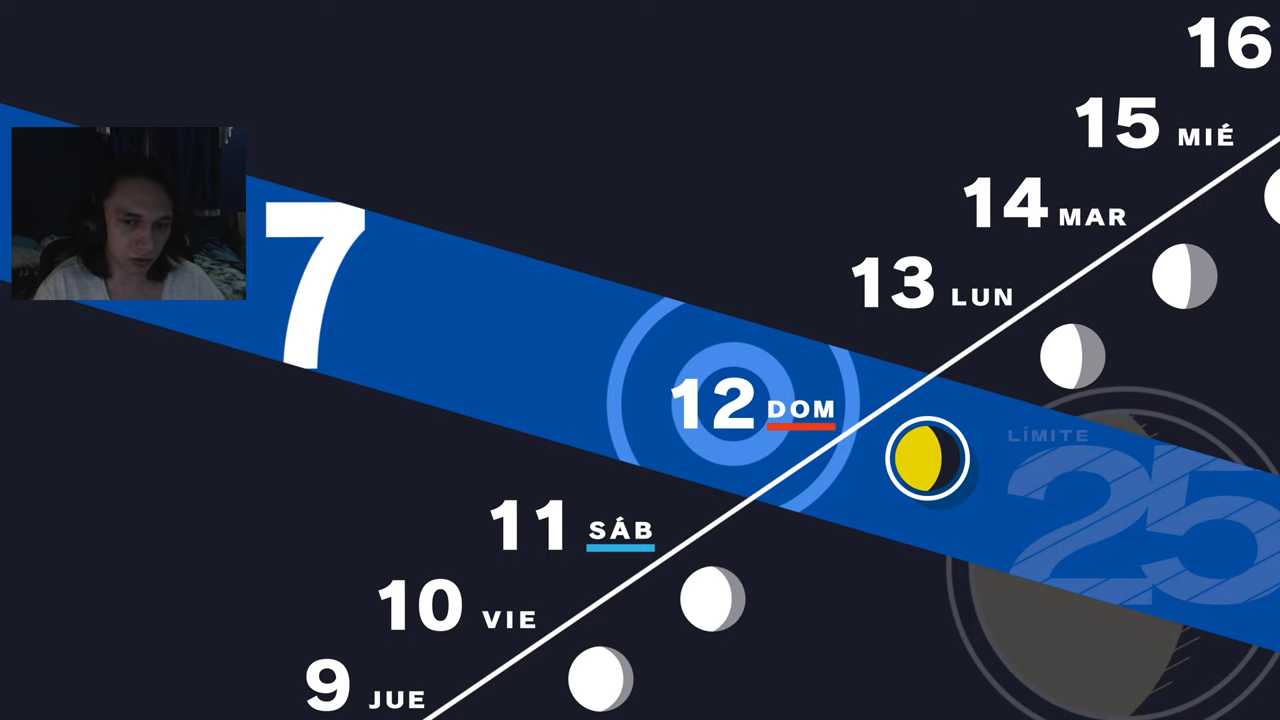 16
15 MIÉ
14 MAR
7
13 LUN
12 DOM
LÍMITE
25
11 SÁB
10 VIE
9 JUE